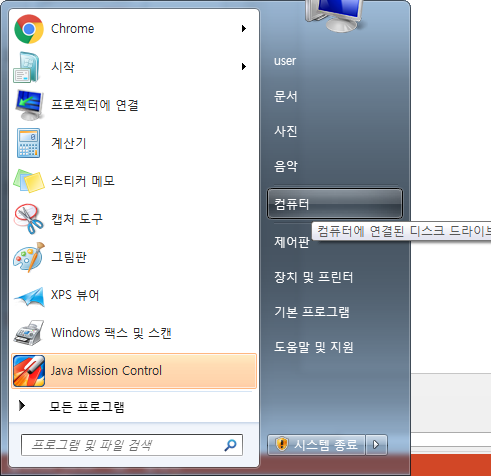 Chrome
시작
프로젝터에 연결
계산기
스티커 메모
캡처 도구
그림판
XPS 뷰어
Windows 팩스 및 스캔
Java Mission Control
모든 프로그램
프로그램 및 파일 검색
user
문서
사진
음악
컴퓨터
컴퓨터에 연결된 디스크 드라이브
제어판
장치 및 프린터
기본 프로그램
도움말 및 지원
시스템 종료